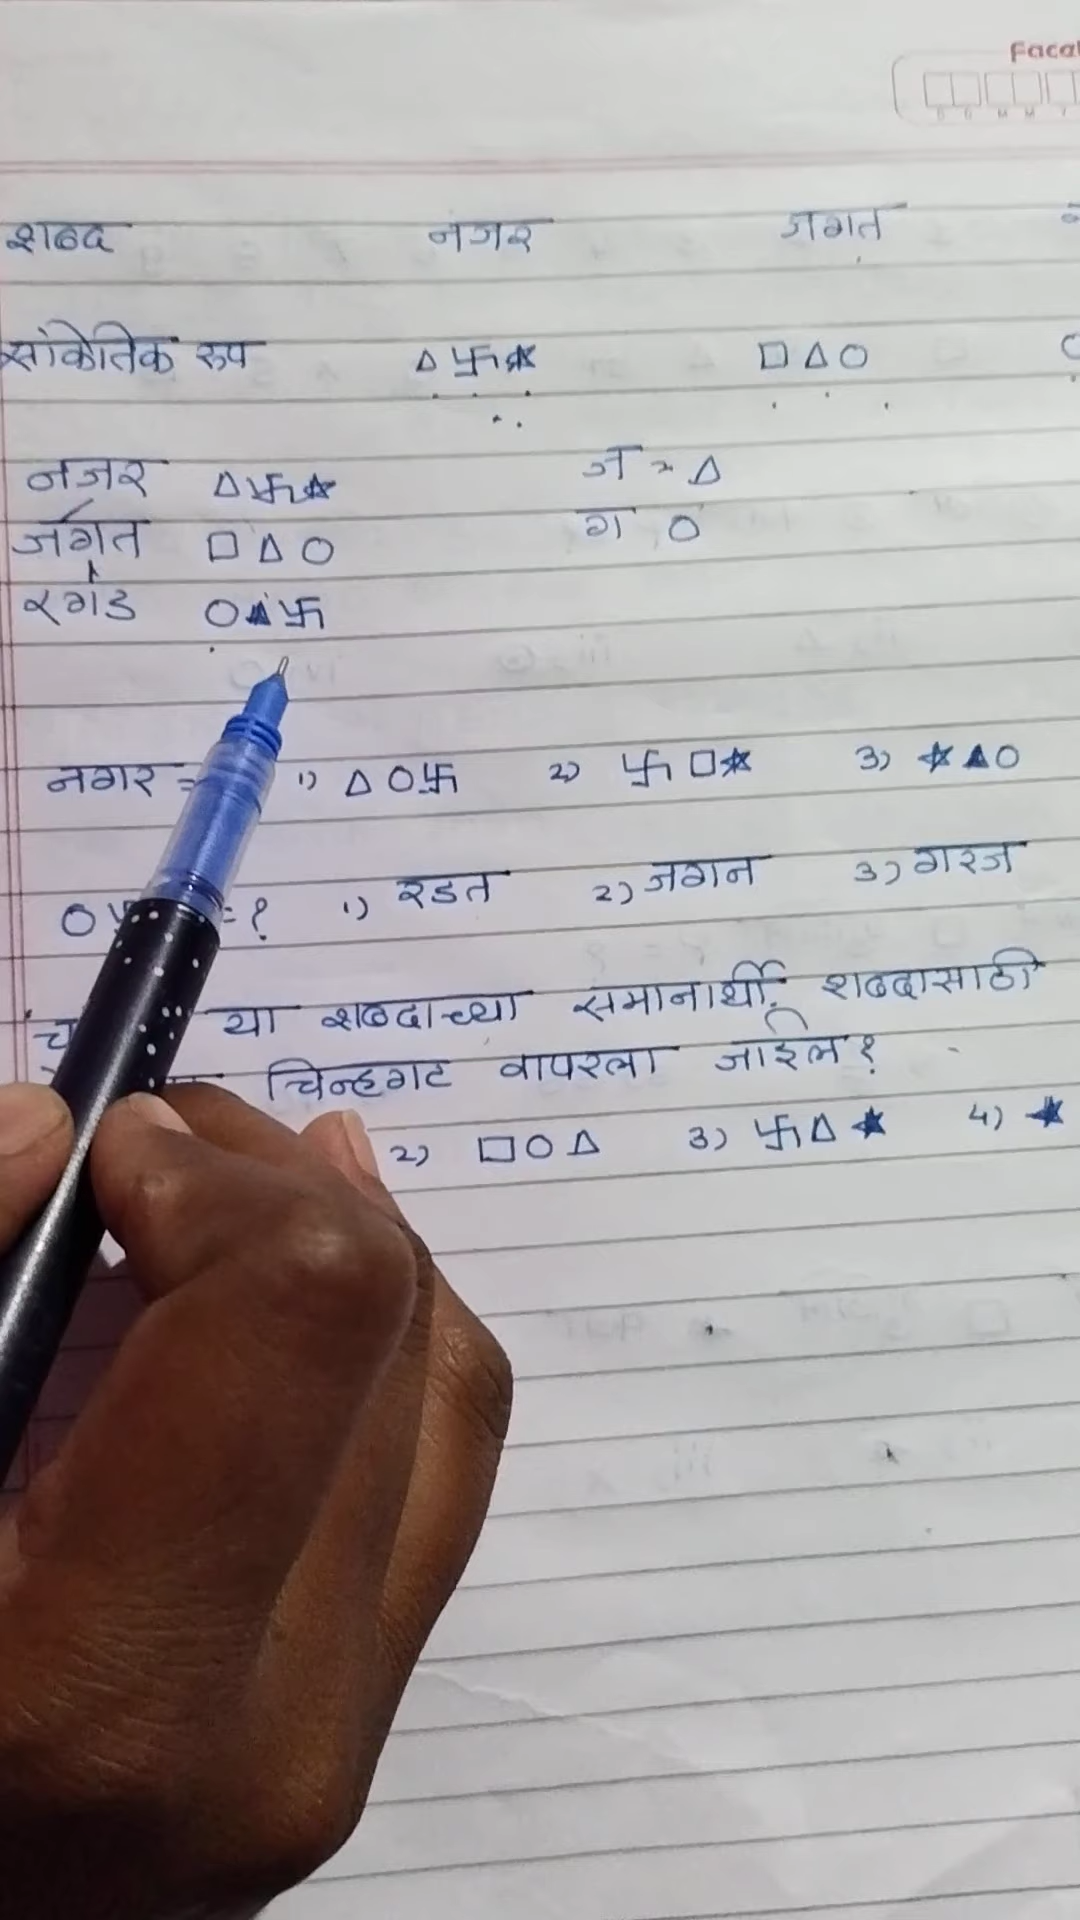 Facal
D D M M Y
शब्द नजर जगत
सांकेतिक रुप △ 卐 ★ □ △ ○
नजर △ 卐 ★ ज = △
जगत □ △ ○ ग ○
रगड ○ ▲ 卐
नगर = 1) △ ○ 卐 2) 卐 □ ★ 3) ★ ▲ ○
○ = ? 1) रडत 2) जगन 3) गरज
या शब्दाच्या समानार्थी शब्दासाठी
चिन्हगट वापरला जाईल?
2) □ ○ △ 3) 卐 △ ★ 4) ★